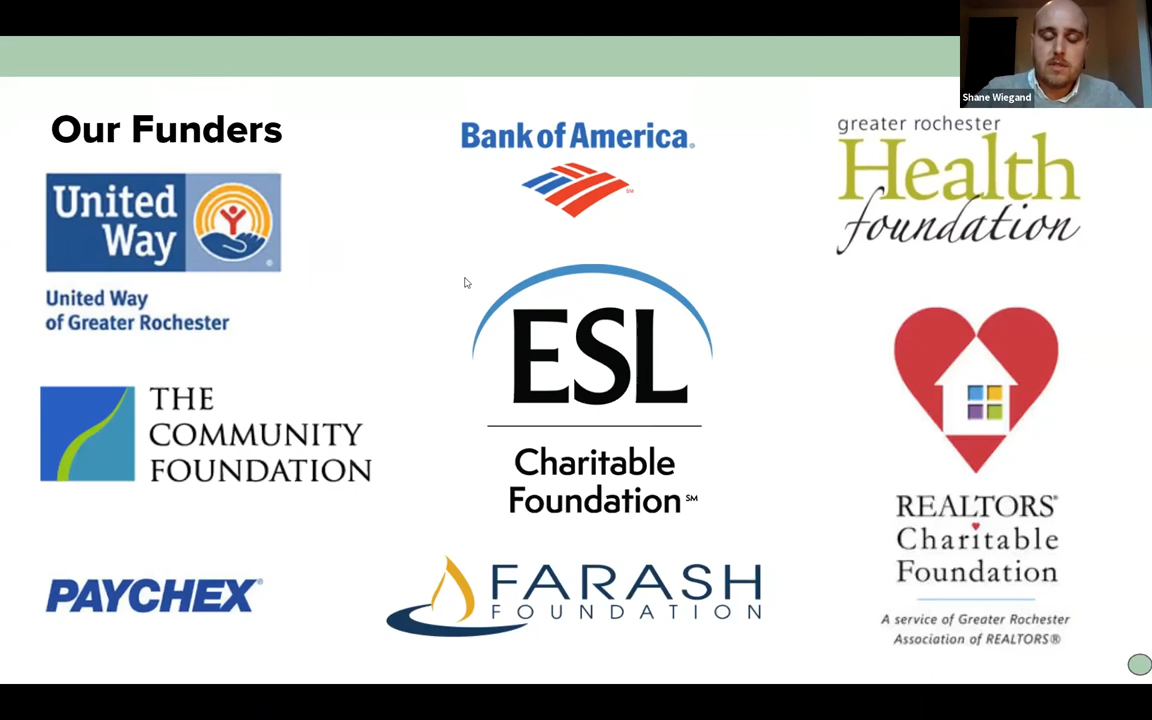 Shane Wiegand
Our Funders
United
Way
®
United Way
of Greater Rochester
THE
COMMUNITY
FOUNDATION
PAYCHEX®
Bank of America®
SM
ESL
Charitable
Foundation SM
FARASH
FOUNDATION
greater rochester
Health
foundation
REALTORS®
Charitable
Foundation
A service of Greater Rochester
Association of REALTORS®